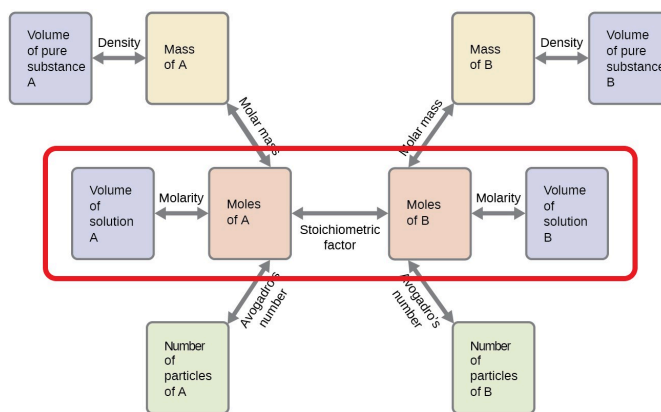 Volume
of pure
substance
A
Density
Mass
of A
Mass
of B
Density
Volume
of pure
substance
B
Molar mass
Molar mass
Volume
of
solution
A
Molarity
Moles
of A
Stoichiometric
factor
Moles
of B
Molarity
Volume
of
solution
B
Avogadro's
number
Avogadro's
number
Number
of
particles
of A
Number
of
particles
of B